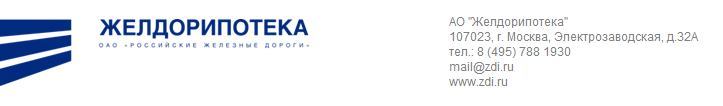 ЖЕЛДОРИПОТЕКА
ОАО «РОССИЙСКИЕ ЖЕЛЕЗНЫЕ ДОРОГИ»
АО "Желдорипотека"
107023, г. Москва, Электрозаводская, д.32А
тел.: 8 (495) 788 1930
mail@zdi.ru
www.zdi.ru